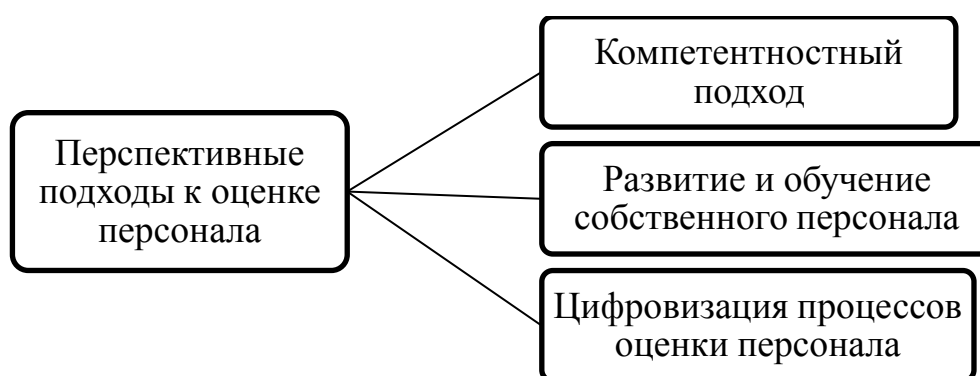 Перспективные
подходы к оценке
персонала
Компетентностный
подход
Развитие и обучение
собственного персонала
Цифровизация процессов
оценки персонала